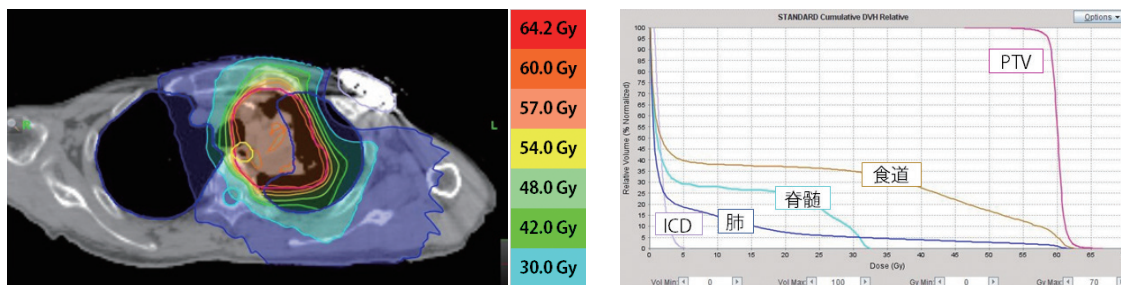 R
L
64.2 Gy
60.0 Gy
57.0 Gy
54.0 Gy
48.0 Gy
42.0 Gy
30.0 Gy
STANDARD Cumulative DVH Relative
Options
Relative Volume (% Normalized)
100
95
90
85
80
75
70
65
60
55
50
45
40
35
30
25
20
15
10
5
0
PTV
食道
脊髄
ICD
肺
0 5 10 15 20 25 30 35 40 45 50 55 60 65
Dose (Gy)
Vol Min: 0 Vol Max: 100 Gy Min: 0 Gy Max: 70